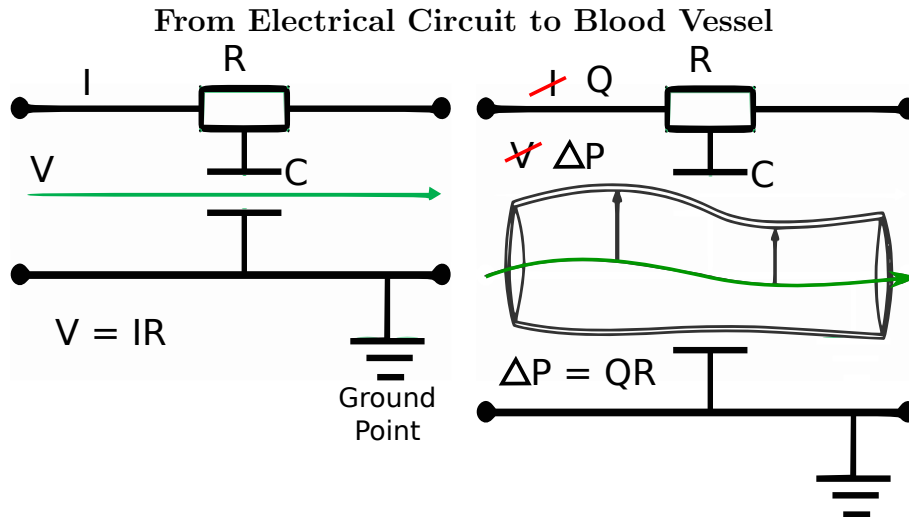 From Electrical Circuit to Blood Vessel
I
R
V
C
V = IR
Ground
Point
I Q
R
V ΔP
C
ΔP = QR